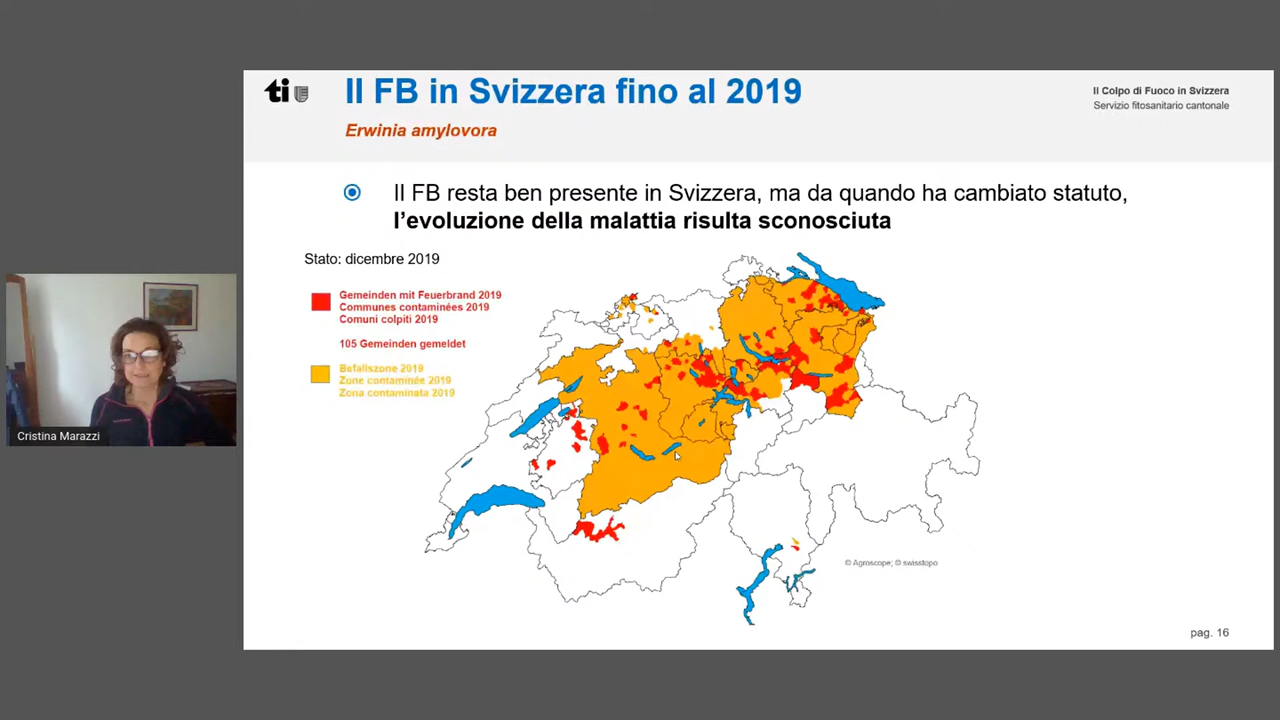 ti
Il FB in Svizzera fino al 2019
Erwinia amylovora
Il Colpo di Fuoco in Svizzera
Servizio fitosanitario cantonale
Il FB resta ben presente in Svizzera, ma da quando ha cambiato statuto,
l’evoluzione della malattia risulta sconosciuta
Stato: dicembre 2019
Gemeinden mit Feuerbrand 2019
Communes contaminées 2019
Comuni colpiti 2019
105 Gemeinden gemeldet
Befallszone 2019
Zone contaminée 2019
Zona contaminata 2019
© Agroscope; © swisstopo
pag. 16
Cristina Marazzi